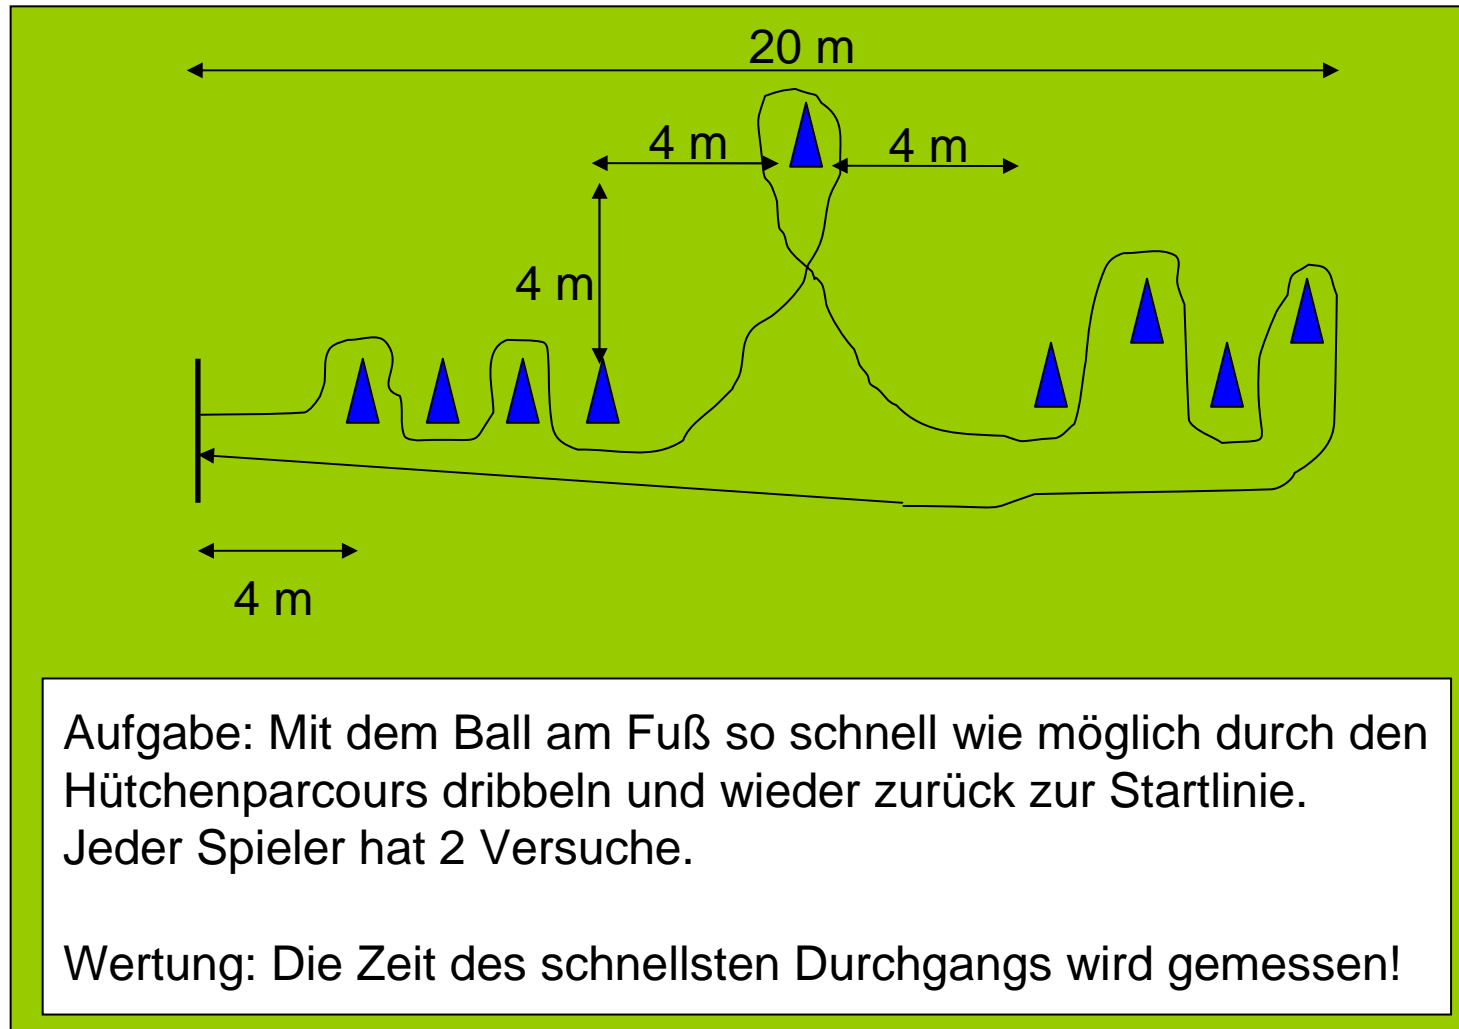 20 m
4 m
4 m
4 m
4 m
Aufgabe: Mit dem Ball am Fuß so schnell wie möglich durch den
Hütchenparcours dribbeln und wieder zurück zur Startlinie.
Jeder Spieler hat 2 Versuche.
Wertung: Die Zeit des schnellsten Durchgangs wird gemessen!